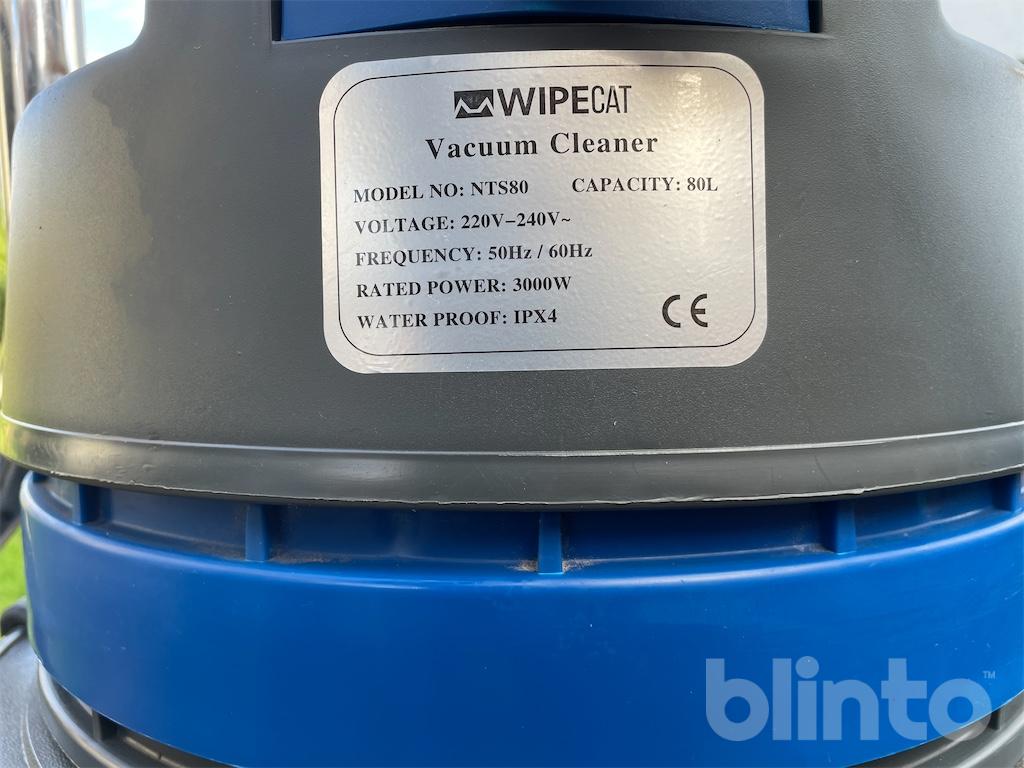 WIPECAT
Vacuum Cleaner
MODEL NO: NTS80 CAPACITY: 80L
VOLTAGE: 220V–240V~
FREQUENCY: 50Hz / 60Hz
RATED POWER: 3000W
WATER PROOF: IPX4 CE
blinto™